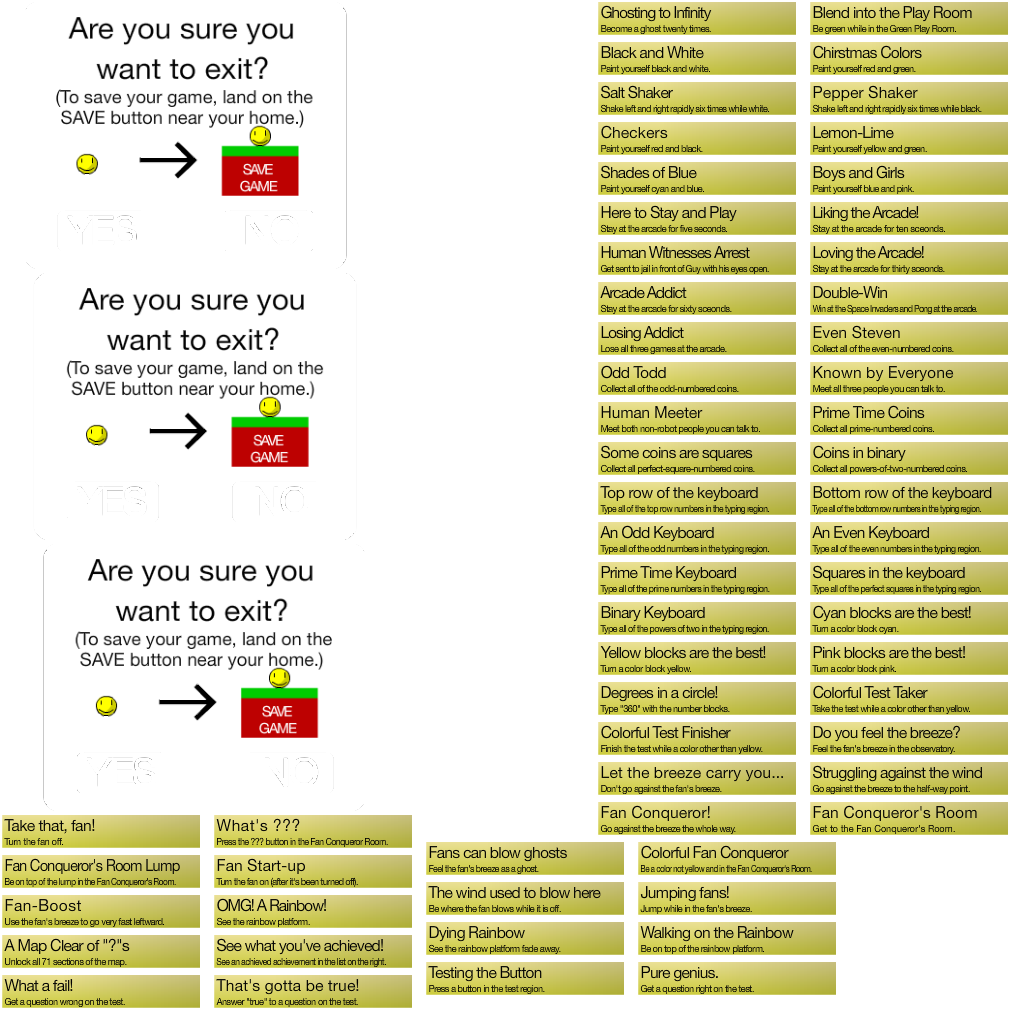 Are you sure you
want to exit?
(To save your game, land on the
SAVE button near your home.)
SAVE
GAME
YES
NO
Are you sure you
want to exit?
(To save your game, land on the
SAVE button near your home.)
SAVE
GAME
YES
NO
Are you sure you
want to exit?
(To save your game, land on the
SAVE button near your home.)
SAVE
GAME
YES
NO
Ghosting to Infinity
Become a ghost twenty times.
Blend into the Play Room
Be green while in the Green Play Room.
Black and White
Paint yourself black and white.
Chirstmas Colors
Paint yourself red and green.
Salt Shaker
Shake left and right rapidly six times while white.
Pepper Shaker
Shake left and right rapidly six times while black.
Checkers
Paint yourself red and black.
Lemon-Lime
Paint yourself yellow and green.
Shades of Blue
Paint yourself cyan and blue.
Boys and Girls
Paint yourself blue and pink.
Here to Stay and Play
Stay at the arcade for five seconds.
Liking the Arcade!
Stay at the arcade for ten sceonds.
Human Witnesses Arrest
Get sent to jail in front of Guy with his eyes open.
Loving the Arcade!
Stay at the arcade for thirty sceonds.
Arcade Addict
Stay at the arcade for sixty sceonds.
Double-Win
Win at the Space Invaders and Pong at the arcade.
Losing Addict
Lose all three games at the arcade.
Even Steven
Collect all of the even-numbered coins.
Odd Todd
Collect all of the odd-numbered coins.
Known by Everyone
Meet all three people you can talk to.
Human Meeter
Meet both non-robot people you can talk to.
Prime Time Coins
Collect all prime-numbered coins.
Some coins are squares
Collect all perfect-square-numbered coins.
Coins in binary
Collect all powers-of-two-numbered coins.
Top row of the keyboard
Type all of the top row numbers in the typing region.
Bottom row of the keyboard
Type all of the bottom row numbers in the typing region.
An Odd Keyboard
Type all of the odd numbers in the typing region.
An Even Keyboard
Type all of the even numbers in the typing region.
Prime Time Keyboard
Type all of the prime numbers in the typing region.
Squares in the keyboard
Type all of the perfect squares in the typing region.
Binary Keyboard
Type all of the powers of two in the typing region.
Cyan blocks are the best!
Turn a color block cyan.
Yellow blocks are the best!
Turn a color block yellow.
Pink blocks are the best!
Turn a color block pink.
Degrees in a circle!
Type "360" with the number blocks.
Colorful Test Taker
Take the test while a color other than yellow.
Colorful Test Finisher
Finish the test while a color other than yellow.
Do you feel the breeze?
Feel the fan's breeze in the observatory.
Let the breeze carry you...
Don't go against the fan's breeze.
Struggling against the wind
Go against the breeze to the half-way point.
Fan Conqueror!
Go against the breeze the whole way.
Fan Conqueror's Room
Get to the Fan Conqueror's Room.
Take that, fan!
Turn the fan off.
What's ???
Press the ??? button in the Fan Conqueror Room.
Fan Conqueror's Room Lump
Be on top of the lump in the Fan Conqueror's Room.
Fan Start-up
Turn the fan on (after it's been turned off).
Fan-Boost
Use the fan's breeze to go very fast leftward.
OMG! A Rainbow!
See the rainbow platform.
A Map Clear of "?"s
Unlock all 71 sections of the map.
See what you've achieved!
See an achieved achievement in the list on the right.
What a fail!
Get a question wrong on the test.
That's gotta be true!
Answer "true" to a question on the test.
Fans can blow ghosts
Feel the fan's breeze as a ghost.
Colorful Fan Conqueror
Be a color not yellow and in the Fan Conqueror's Room.
The wind used to blow here
Be where the fan blows while it is off.
Jumping fans!
Jump while in the fan's breeze.
Dying Rainbow
See the rainbow platform fade away.
Walking on the Rainbow
Be on top of the rainbow platform.
Testing the Button
Press a button in the test region.
Pure genius.
Get a question right on the test.